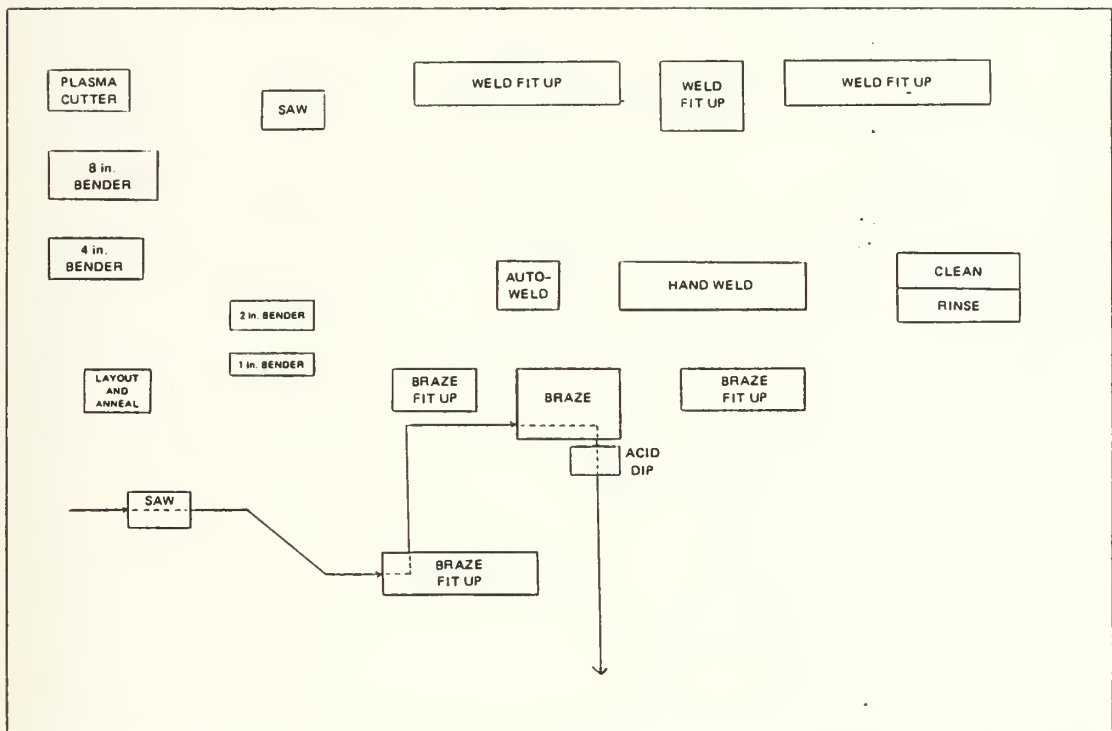 PLASMA
CUTTER
SAW
WELD FIT UP
WELD
FIT UP
WELD FIT UP
8 in.
BENDER
4 in.
BENDER
AUTO-
WELD
HAND WELD
CLEAN
RINSE
2 in. BENDER
1 in. BENDER
LAYOUT
AND
ANNEAL
BRAZE
FIT UP
BRAZE
BRAZE
FIT UP
ACID
DIP
SAW
BRAZE
FIT UP